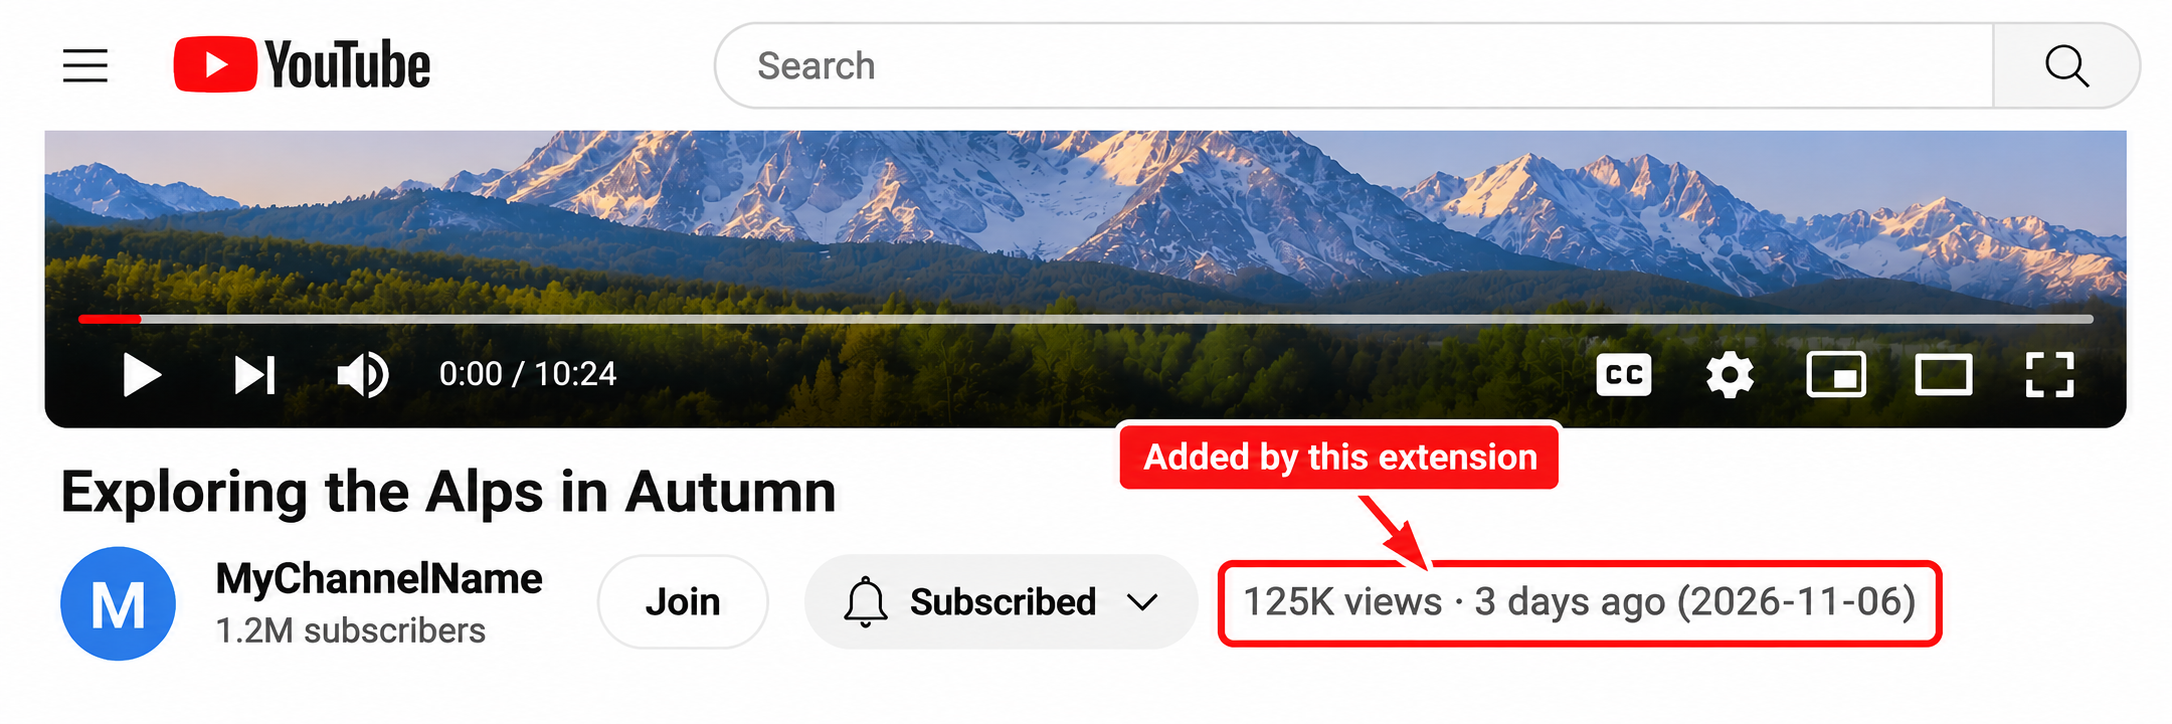 YouTube
Search
0:00 / 10:24
CC
Added by this extension
Exploring the Alps in Autumn
M
MyChannelName
1.2M subscribers
Join
Subscribed
125K views · 3 days ago (2026-11-06)